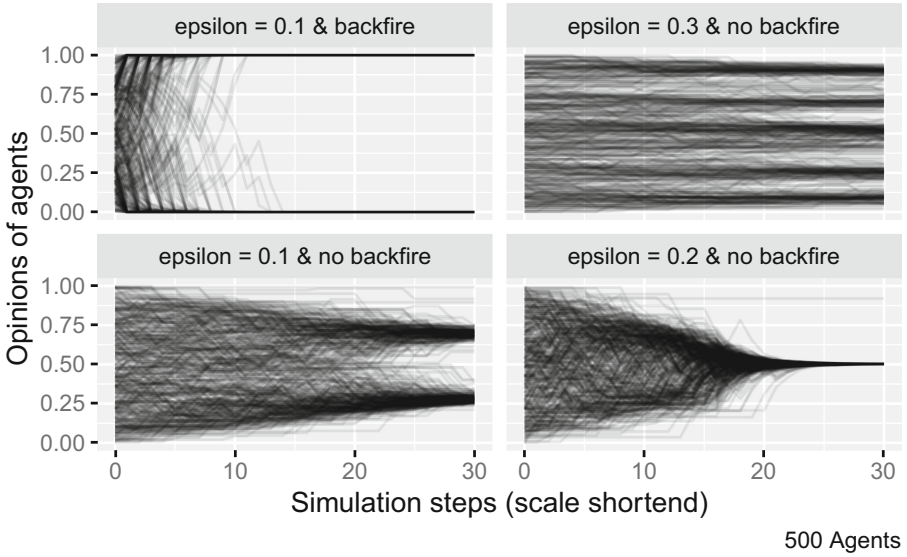 epsilon = 0.1 & backfire
epsilon = 0.3 & no backfire
1.00
0.75
0.50
0.25
0.00
epsilon = 0.1 & no backfire
epsilon = 0.2 & no backfire
1.00
0.75
0.50
0.25
0.00
Opinions of agents
0 10 20 30 0 10 20 30
Simulation steps (scale shortend)
500 Agents